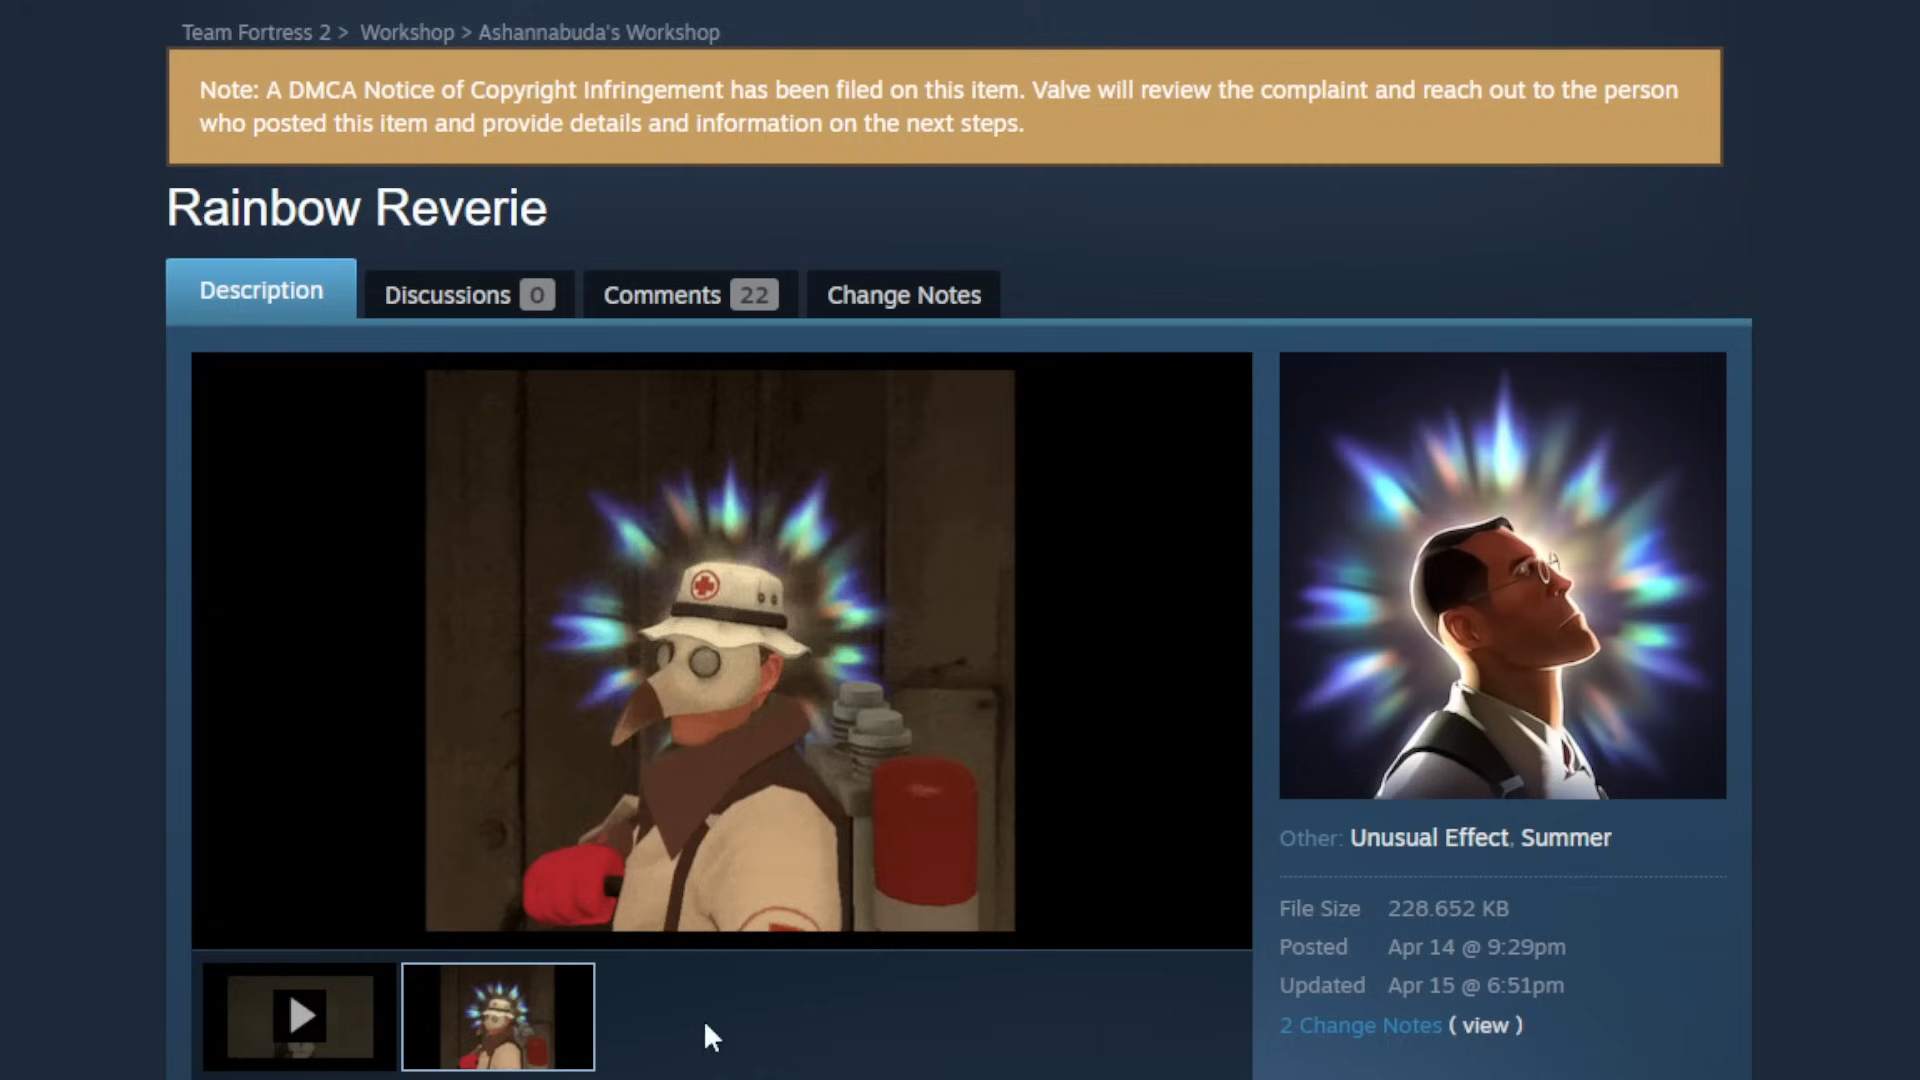 Team Fortress 2 > Workshop > Ashannabuda's Workshop
Note: A DMCA Notice of Copyright Infringement has been filed on this item. Valve will review the complaint and reach out to the person
who posted this item and provide details and information on the next steps.
Rainbow Reverie
Description
Discussions 0
Comments 22
Change Notes
Other: Unusual Effect, Summer
File Size 228.652 KB
Posted Apr 14 @ 9:29pm
Updated Apr 15 @ 6:51pm
2 Change Notes ( view )